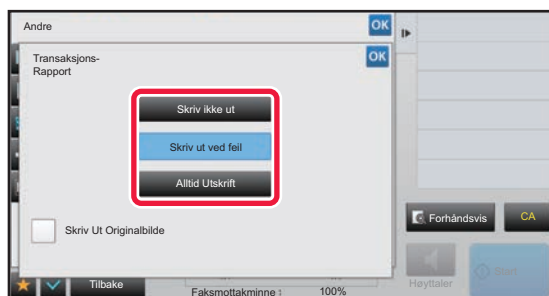 Andre
OK
Transaksjons-
Rapport
OK
Skriv ikke ut
Skriv ut ved feil
Alltid Utskrift
Skriv Ut Originalbilde
Forhåndsvis
CA
Tilbake
Faksmottakminne :
100%
Høyttaler
Start